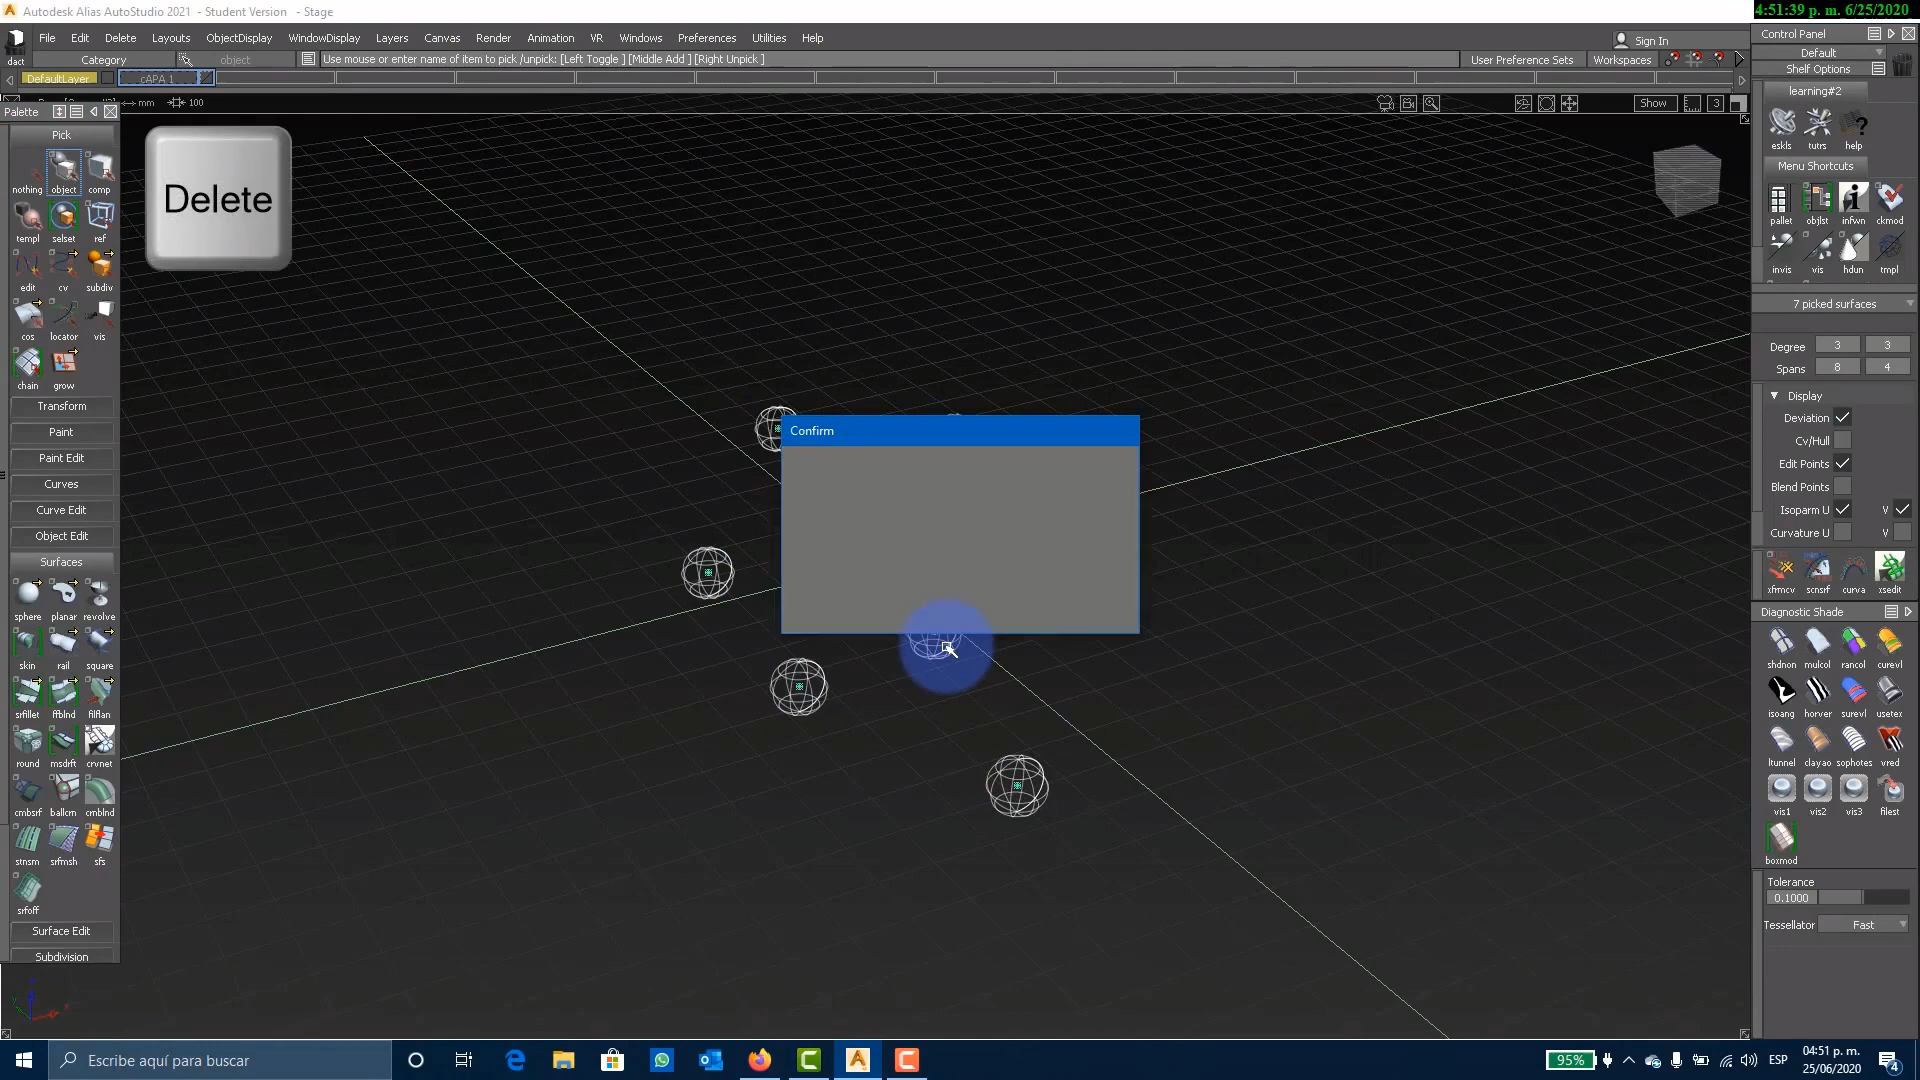 Autodesk Alias AutoStudio 2021 - Student Version - Stage
4:51:39 p. m. 6/25/2020
File Edit Delete Layouts ObjectDisplay WindowDisplay Layers Canvas Render Animation VR Windows Preferences Utilities Help
Sign In
Control Panel
dact
Category
object
Use mouse or enter name of item to pick /unpick: [Left Toggle ] [Middle Add ] [Right Unpick ]
User Preference Sets
Workspaces
Default
Shelf Options
DefaultLayer
cAPA 1
mm
100
Show
3
Palette
Pick
nothing object comp
templ selset ref
edit cv subdiv
cos locator vis
chain grow
Transform
Paint
Paint Edit
Curves
Curve Edit
Object Edit
Surfaces
sphere planar revolve
skin rail square
srfillet ffblnd filflan
round msdrft crvnet
cmbsrf ballcrn cmblnd
stnsm srfmsh sfs
srfoff
Surface Edit
Subdivision
Delete
Confirm
learning#2
eskls tutrs help
Menu Shortcuts
pallet objlst infwn ckmod
invis vis hdun tmpl
7 picked surfaces
Degree 3 3
Spans 8 4
Display
Deviation
Cv/Hull
Edit Points
Blend Points
Isoparm U V
Curvature U V
xfrmcv scnsrf curva xsedit
Diagnostic Shade
shdnon mulcol rancol curevl
isoang horver surevl usetex
ltunnel clayao sophotes vred
vis1 vis2 vis3 filest
boxmod
Tolerance
0.1000
Tessellator Fast
Escribe aquí para buscar
95%
ESP
04:51 p. m.
25/06/2020
4